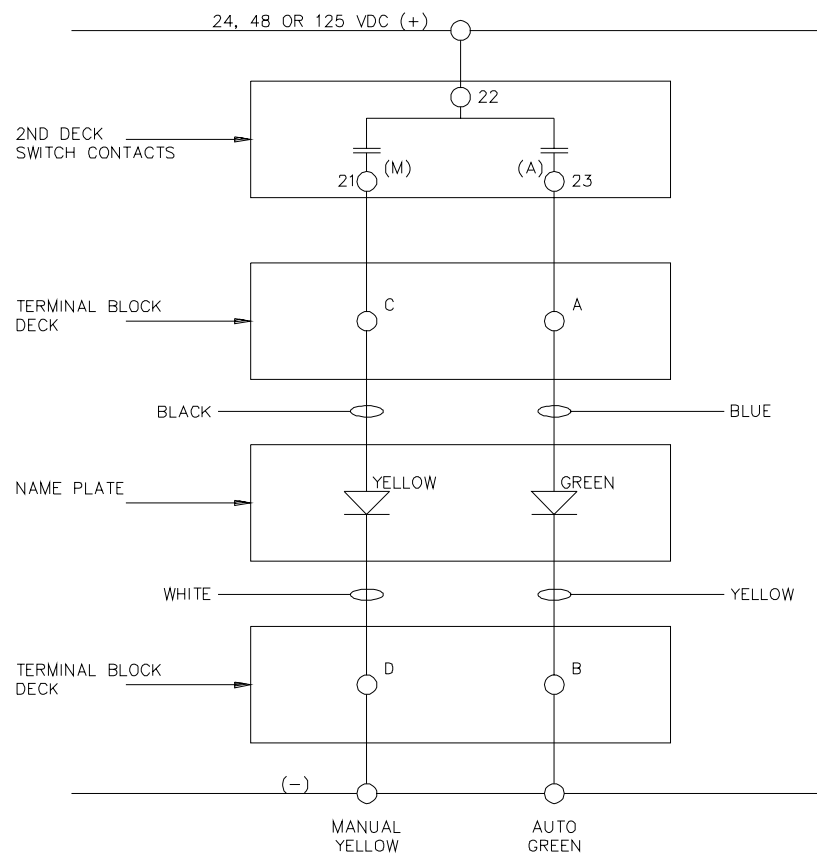 24, 48 OR 125 VDC (+)
22
2ND DECK
SWITCH CONTACTS
(M)
(A)
21
23
TERMINAL BLOCK
DECK
C
A
BLACK
BLUE
NAME PLATE
YELLOW
GREEN
WHITE
YELLOW
TERMINAL BLOCK
DECK
D
B
(-)
MANUAL
YELLOW
AUTO
GREEN